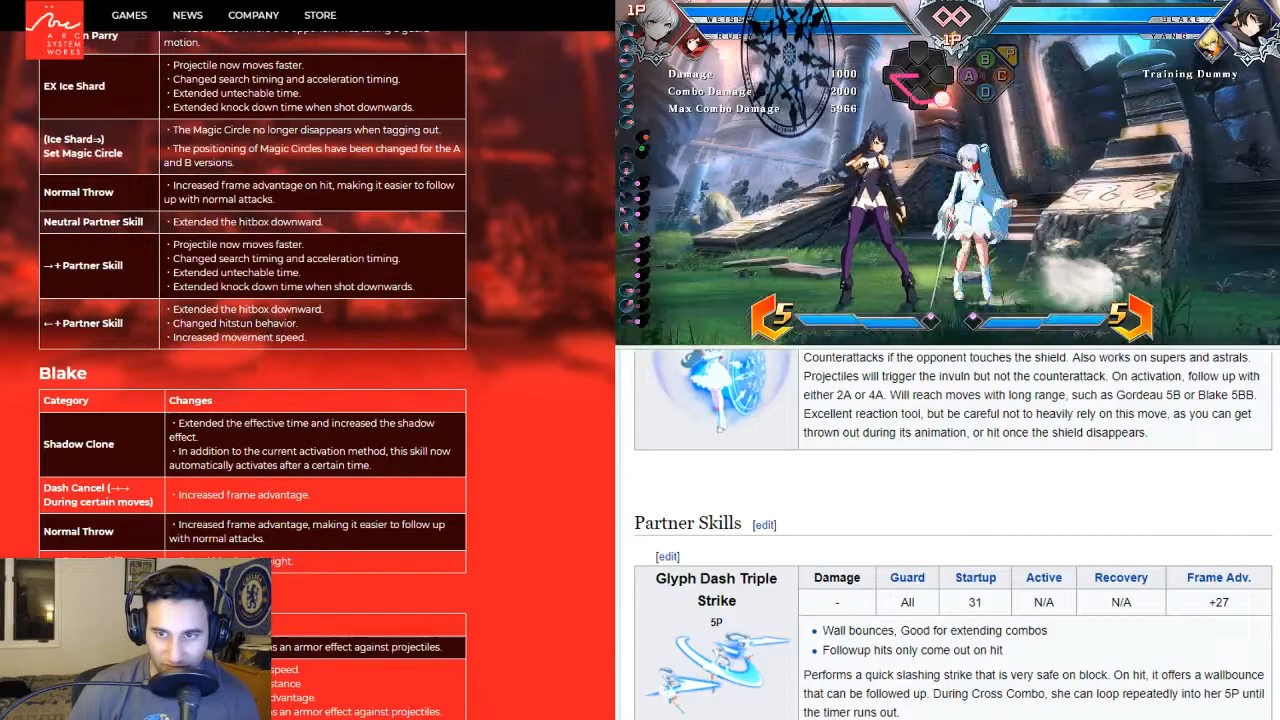 GAMES NEWS COMPANY STORE
ARC
SYSTEM
WORKS
n Parry
motion.
EX Ice Shard
・Projectile now moves faster.
・Changed search timing and acceleration timing.
・Extended untechable time.
・Extended knock down time when shot downwards.
(Ice Shard⇒)
Set Magic Circle
・The Magic Circle no longer disappears when tagging out.
・The positioning of Magic Circles have been changed for the A
and B versions.
Normal Throw
・Increased frame advantage on hit, making it easier to follow
up with normal attacks.
Neutral Partner Skill
・Extended the hitbox downward.
→+Partner Skill
・Projectile now moves faster.
・Changed search timing and acceleration timing.
・Extended untechable time.
・Extended knock down time when shot downwards.
←+Partner Skill
・Extended the hitbox downward.
・Changed hitstun behavior.
・Increased movement speed.
Blake
Category Changes
Shadow Clone
・Extended the effective time and increased the shadow
effect.
・In addition to the current activation method, this skill now
automatically activates after a certain time.
Dash Cancel (→→
During certain moves)
・Increased frame advantage.
Normal Throw
・Increased frame advantage, making it easier to follow up
with normal attacks.
eight.
as an armor effect against projectiles.
speed.
stance
dvantage.
as an armor effect against projectiles.
1P
WEISS
BLAKE
YANG
1P
Damage 1000
Combo Damage 2000
Max Combo Damage 5966
Training Dummy
A B C D P
5 5
CHELSEA
Counterattacks if the opponent touches the shield. Also works on supers and astrals.
Projectiles will trigger the invuln but not the counterattack. On activation, follow up with
either 2A or 4A. Will reach moves with long range, such as Gordeau 5B or Blake 5BB.
Excellent reaction tool, but be careful not to heavily rely on this move, as you can get
thrown out during its animation, or hit once the shield disappears.
Partner Skills [edit]
[edit]
Glyph Dash Triple
Strike
5P
Damage Guard Startup Active Recovery Frame Adv.
- All 31 N/A N/A +27
• Wall bounces, Good for extending combos
• Followup hits only come out on hit
Performs a quick slashing strike that is very safe on block. On hit, it offers a wallbounce
that can be followed up. During Cross Combo, she can loop repeatedly into her 5P until
the timer runs out.